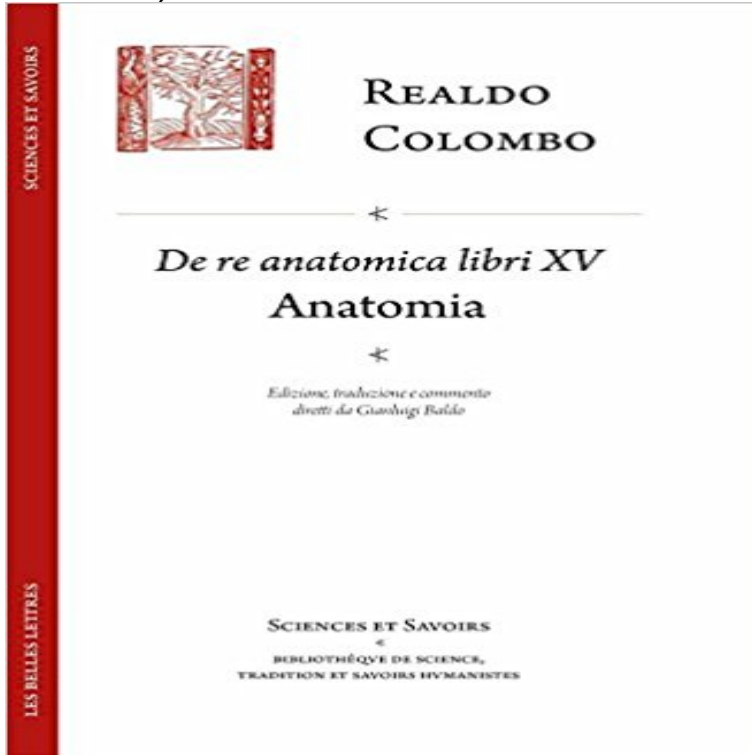 SCIENCES ET SAVOIRS
REALDO
COLOMBO
De re anatomica libri XV
Anatomia
Edizione, traduzione e commento
diretti da Gianluigi Baldo
SCIENCES ET SAVOIRS
BIBLIOTHÈQVE DE SCIENCE,
TRADITION ET SAVOIRS HVMANISTES
LES BELLES LETTRES